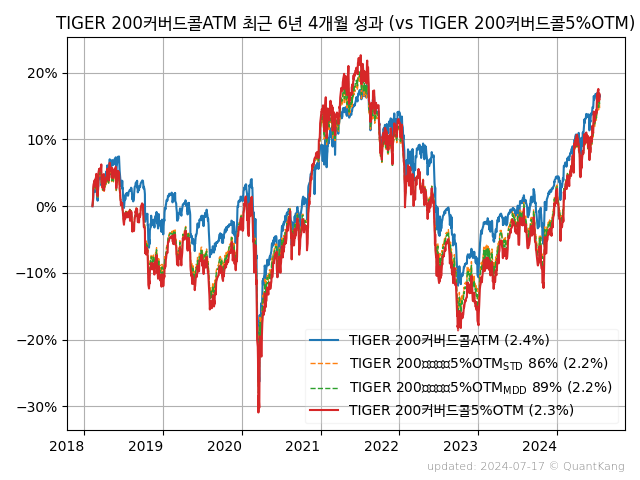 TIGER 200커버드콜ATM 최근 6년 4개월 성과 (vs TIGER 200커버드콜5%OTM)
20%
10%
0%
−10%
−20%
−30%
TIGER 200커버드콜ATM (2.4%)
TIGER 200□□□□5%OTM_STD 86% (2.2%)
TIGER 200□□□□5%OTM_MDD 89% (2.2%)
TIGER 200커버드콜5%OTM (2.3%)
2018 2019 2020 2021 2022 2023 2024
updated: 2024-07-17 © QuantKang